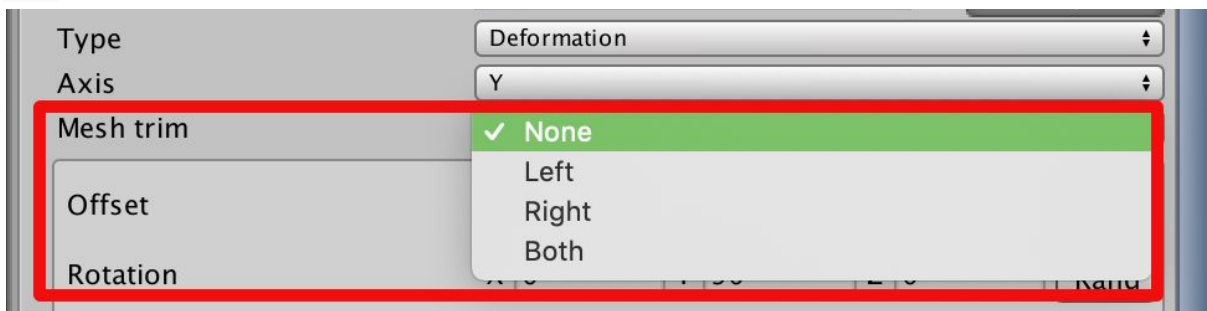 Type Deformation
Axis Y
Mesh trim ✓ None
Left
Offset
Right
Both
Rotation